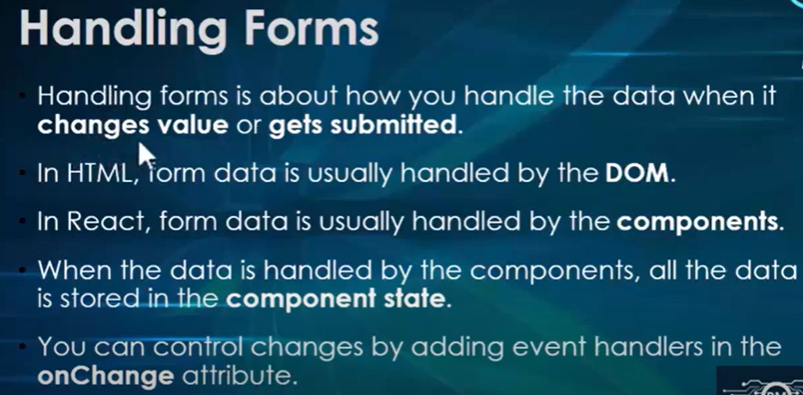 Handling Forms
Handling forms is about how you handle the data when it
changes value or gets submitted.
In HTML, form data is usually handled by the DOM.
In React, form data is usually handled by the components.
When the data is handled by the components, all the data
is stored in the component state.
You can control changes by adding event handlers in the
onChange attribute.